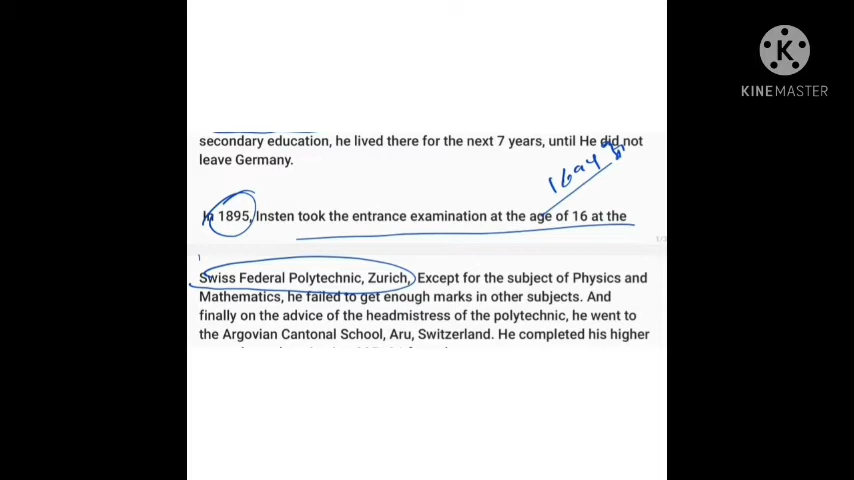 K
KINEMASTER
secondary education, he lived there for the next 7 years, until He did not
leave Germany.
In 1895, Insten took the entrance examination at the age of 16 at the
1/3
Swiss Federal Polytechnic, Zurich, Except for the subject of Physics and
Mathematics, he failed to get enough marks in other subjects. And
finally on the advice of the headmistress of the polytechnic, he went to
the Argovian Cantonal School, Aru, Switzerland. He completed his higher